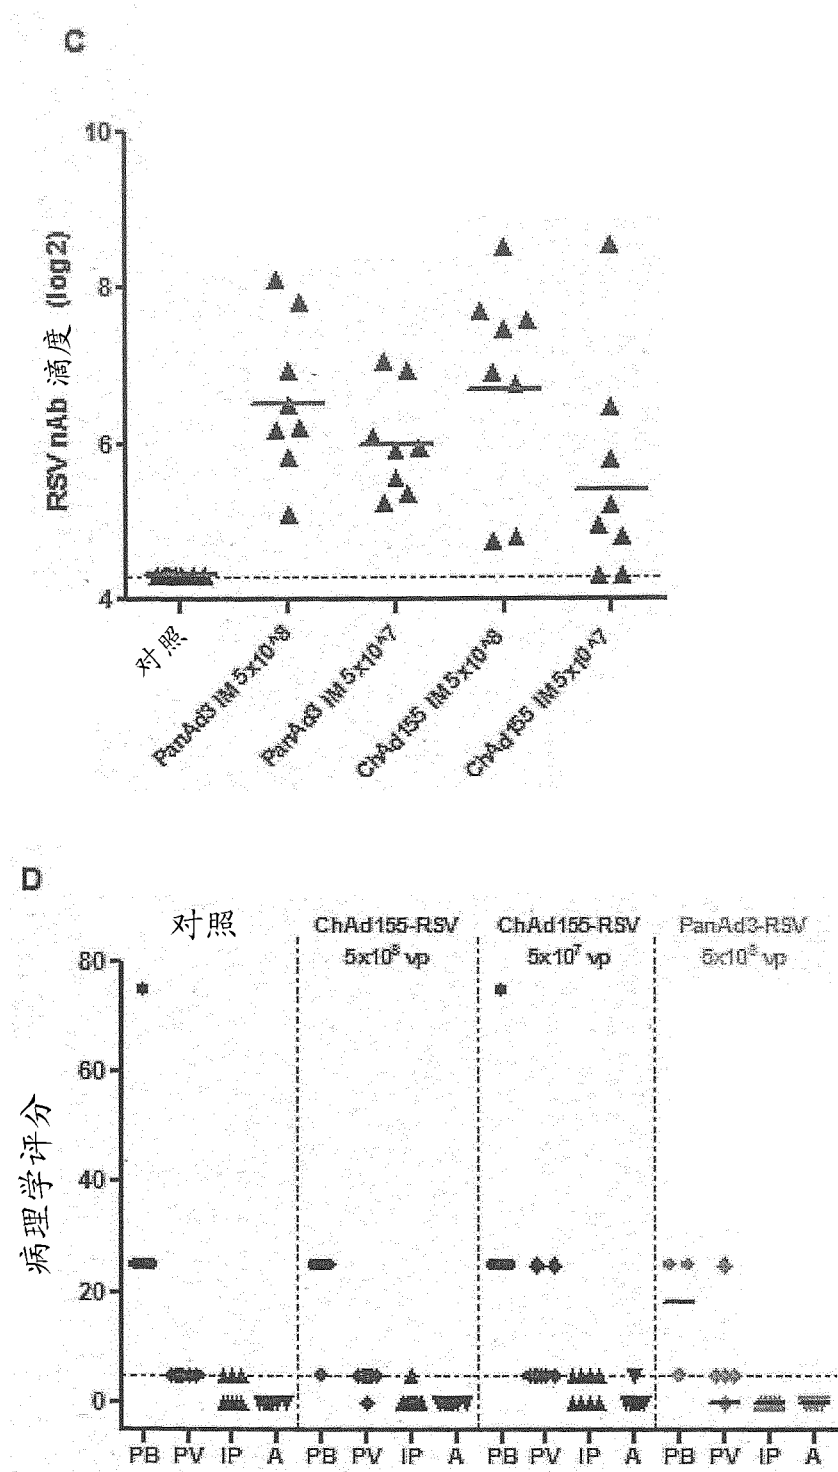 C
10
8
6
4
RSV nAb 滴度 (log2)
对照
PanAd3 IM 5x10^8
PanAd3 IM 5x10^7
ChAd155 IM 5x10^8
ChAd155 IM 5x10^7
D
对照
ChAd155-RSV
5x10⁸ vp
ChAd155-RSV
5x10⁷ vp
PanAd3-RSV
5x10⁸ vp
80
60
40
20
0
病理学评分
PB PV IP A PB PV IP A PB PV IP A PB PV IP A